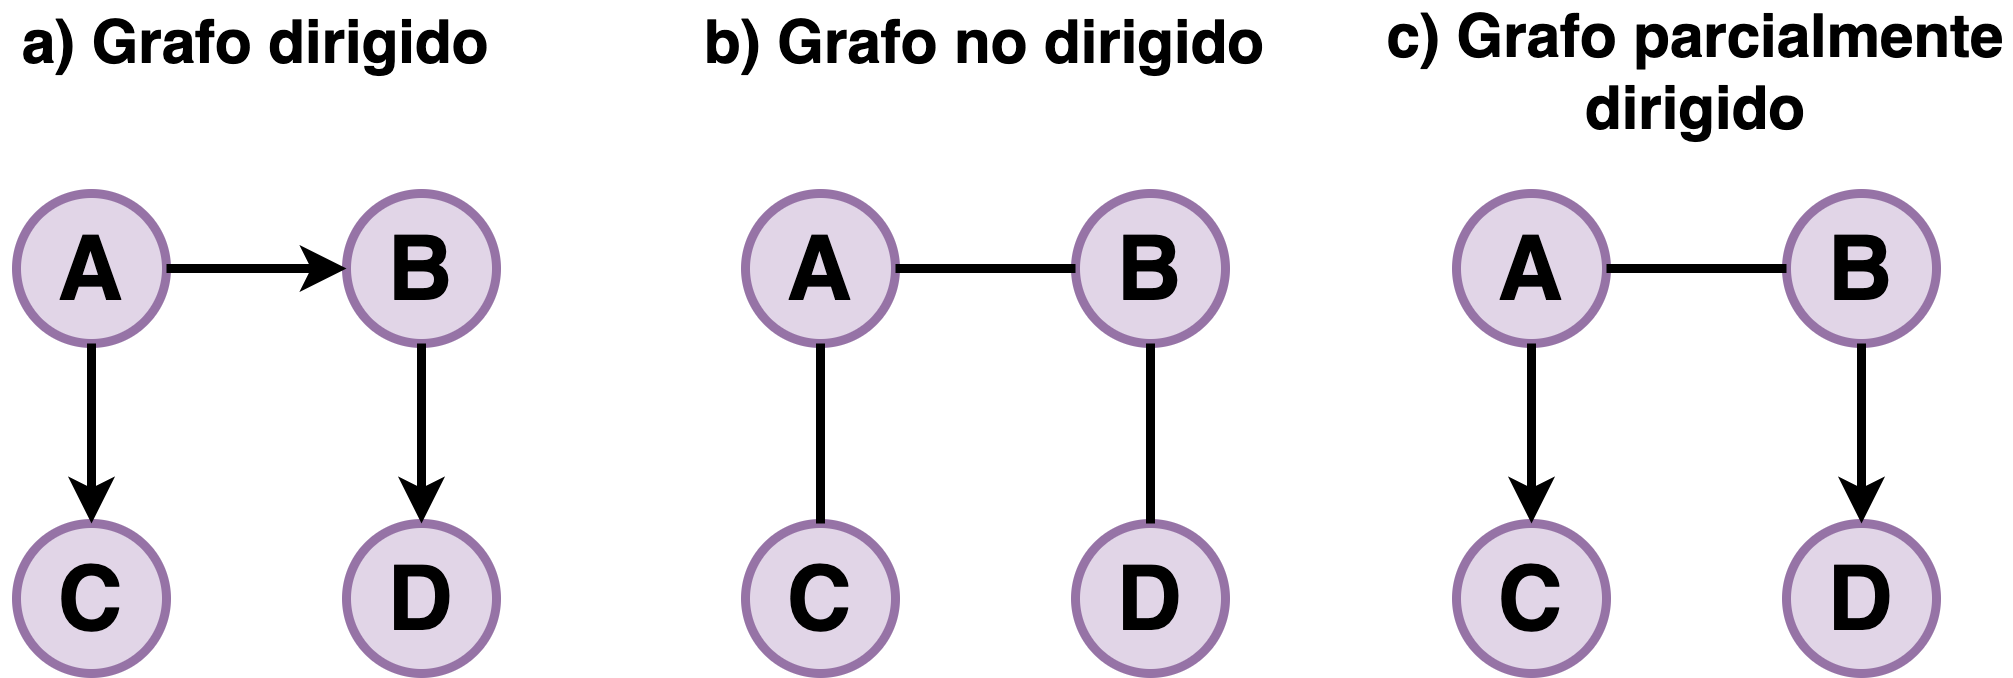 a) Grafo dirigido
A
B
C
D
b) Grafo no dirigido
A
B
C
D
c) Grafo parcialmente
dirigido
A
B
C
D